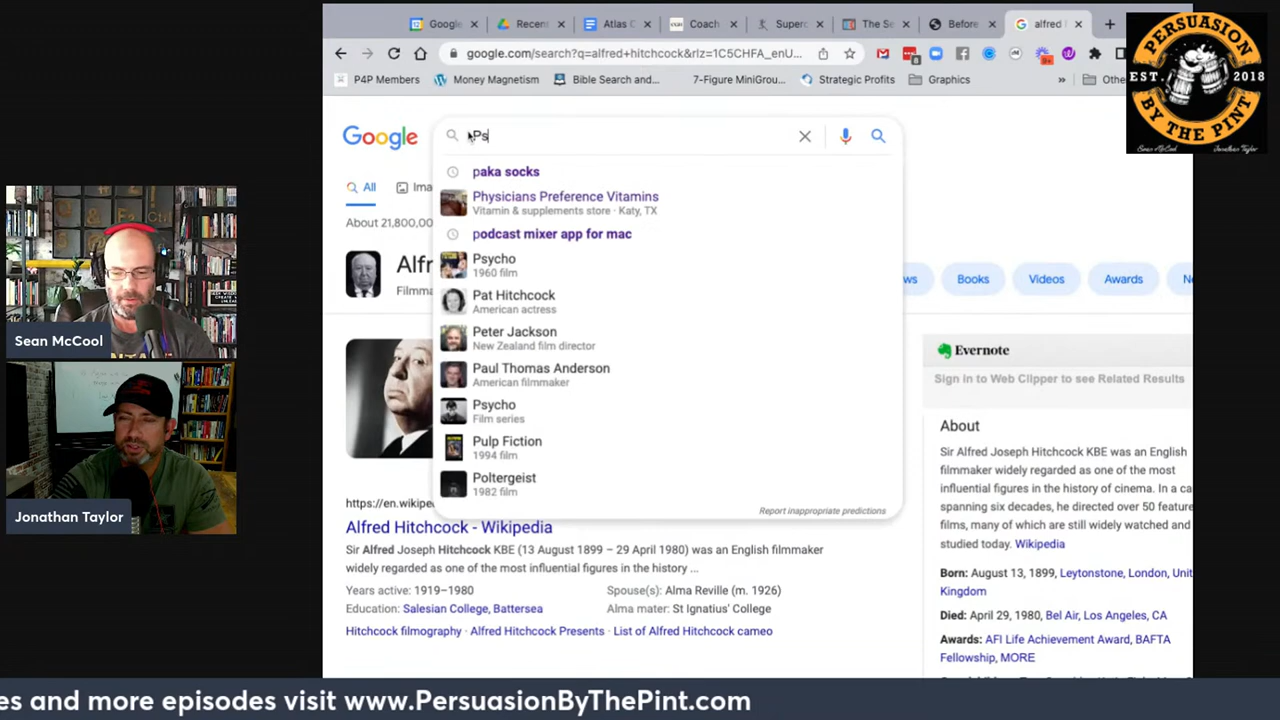 Google
Recen
Atlas C
Coach
Superc
The Se
Before
alfred
google.com/search?q=alfred+hitchcock&rlz=1C5CHFA_enU...
P4P Members
Money Magnetism
Bible Search and...
7-Figure MiniGrou...
Strategic Profits
Graphics
»
Othe
PERSUASION
EST. 2018
BY THE PINT
Sean McCool
Jonathan Taylor
Google
Ps
All
Ima
ws
Books
Videos
Awards
Ne
About 21,800,00
paka socks
Physicians Preference Vitamins
Vitamin & supplements store · Katy, TX
podcast mixer app for mac
Psycho
1960 film
Pat Hitchcock
American actress
Peter Jackson
New Zealand film director
Paul Thomas Anderson
American filmmaker
Psycho
Film series
Pulp Fiction
1994 film
Poltergeist
1982 film
Report inappropriate predictions
Alfr
Filmma
https://en.wikipe
Alfred Hitchcock - Wikipedia
Sir Alfred Joseph Hitchcock KBE (13 August 1899 – 29 April 1980) was an English filmmaker
widely regarded as one of the most influential figures in the history ...
Years active: 1919–1980
Spouse(s): Alma Reville (m. 1926)
Education: Salesian College, Battersea
Alma mater: St Ignatius' College
Hitchcock filmography · Alfred Hitchcock Presents · List of Alfred Hitchcock cameo
Evernote
Sign in to Web Clipper to see Related Results
About
Sir Alfred Joseph Hitchcock KBE was an English
filmmaker widely regarded as one of the most
influential figures in the history of cinema. In a ca
spanning six decades, he directed over 50 feature
films, many of which are still widely watched and
studied today. Wikipedia
Born: August 13, 1899, Leytonstone, London, Unit
Kingdom
Died: April 29, 1980, Bel Air, Los Angeles, CA
Awards: AFI Life Achievement Award, BAFTA
Fellowship, MORE
Sean McCool
Jonathan Taylor
es and more episodes visit www.PersuasionByThePint.com